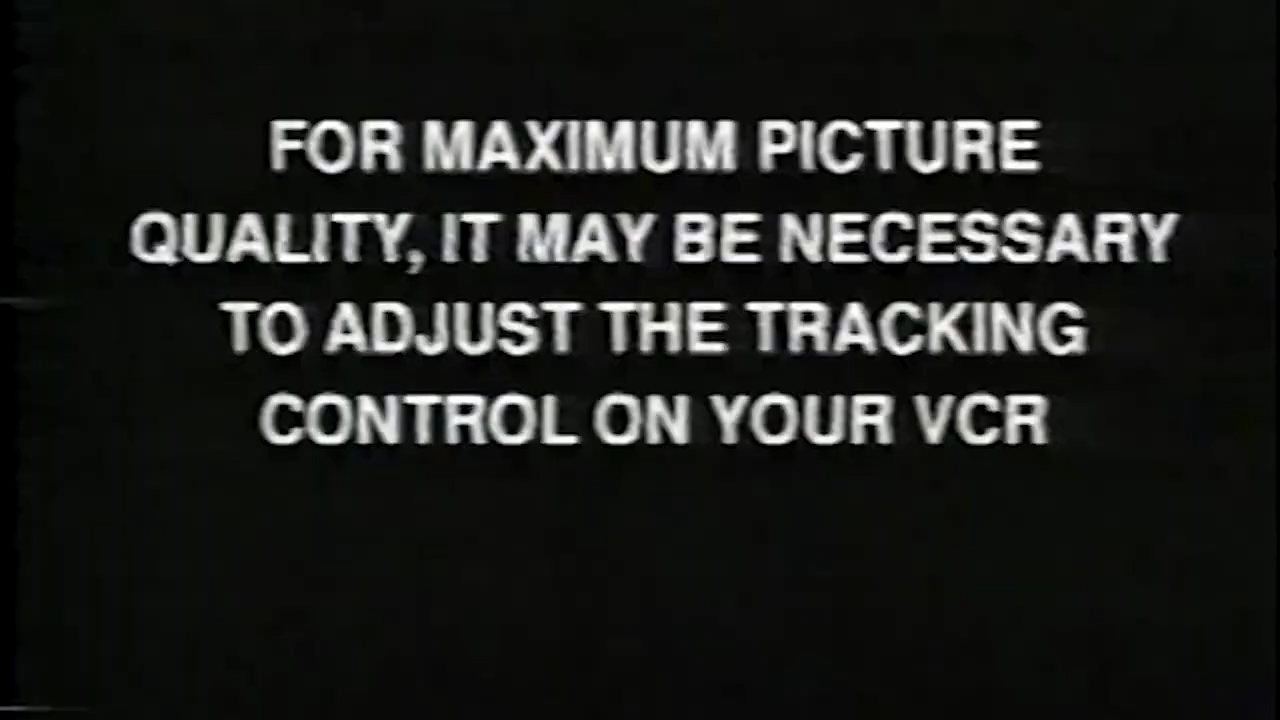 FOR MAXIMUM PICTURE
QUALITY, IT MAY BE NECESSARY
TO ADJUST THE TRACKING
CONTROL ON YOUR VCR